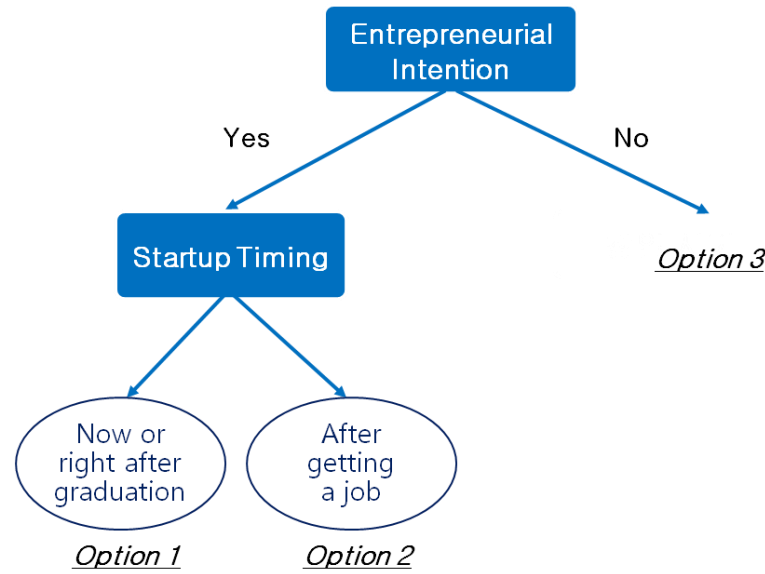 Entrepreneurial
Intention
Yes
No
Startup Timing
Option 3
Now or
right after
graduation
After
getting
a job
Option 1
Option 2